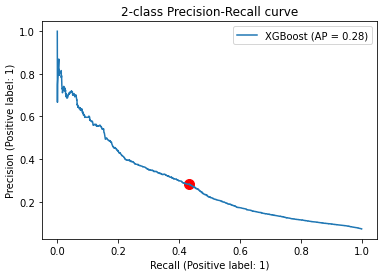 2-class Precision-Recall curve
XGBoost (AP = 0.28)
1.0
0.8
0.6
0.4
0.2
Precision (Positive label: 1)
0.0 0.2 0.4 0.6 0.8 1.0
Recall (Positive label: 1)